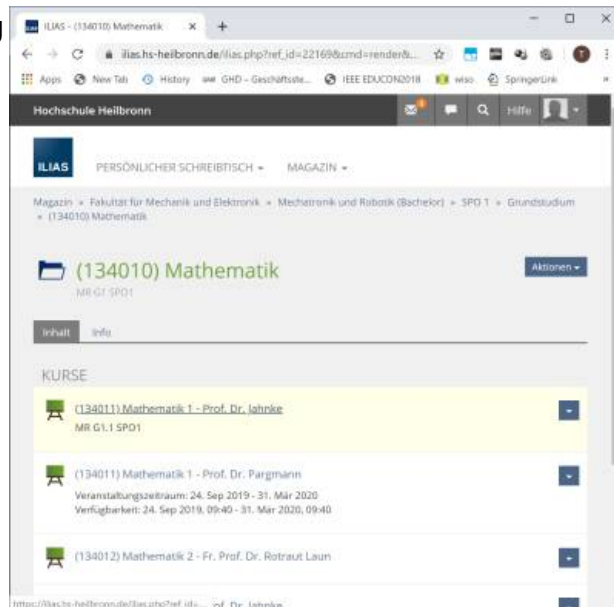 g
ILIAS - (134010) Mathematik
ilias.hs-heilbronn.de/ilias.php?ref_id=22169&cmd=render&...
Apps New Tab History GHD - Geschäftsste... IEEE EDUCON2018 wiso SpringerLink »
Hochschule Heilbronn Hilfe
ILIAS PERSÖNLICHER SCHREIBTISCH MAGAZIN
Magazin » Fakultät für Mechanik und Elektronik » Mechatronik und Robotik (Bachelor) » SPO 1 » Grundstudium
» (134010) Mathematik
(134010) Mathematik Aktionen
MR G1 SPO1
Inhalt Info
KURSE
(134011) Mathematik 1 - Prof. Dr. Jahnke
MR G1.1 SPO1
(134011) Mathematik 1 - Prof. Dr. Pargmann
Veranstaltungszeitraum: 24. Sep 2019 - 31. Mär 2020
Verfügbarkeit: 24. Sep 2019, 09:40 - 31. Mär 2020, 09:40
(134012) Mathematik 2 - Fr. Prof. Dr. Rotraut Laun
https://ilias.hs-heilbronn.de/ilias.php?ref_id=... of. Dr. Jahnke